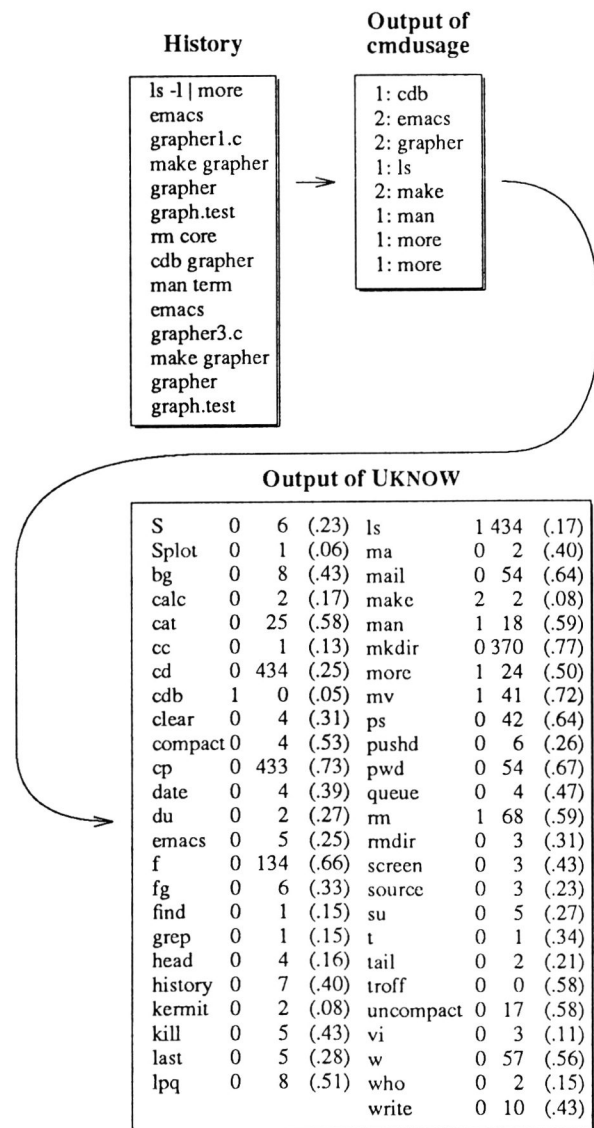 History
ls -l | more
emacs
grapher1.c
make grapher
grapher
graph.test
rm core
cdb grapher
man term
emacs
grapher3.c
make grapher
grapher
graph.test
Output of
cmdusage
1: cdb
2: emacs
2: grapher
1: ls
2: make
1: man
1: more
1: more
Output of UKNOW
S 0 6 (.23) ls 1 434 (.17)
Splot 0 1 (.06) ma 0 2 (.40)
bg 0 8 (.43) mail 0 54 (.64)
calc 0 2 (.17) make 2 2 (.08)
cat 0 25 (.58) man 1 18 (.59)
cc 0 1 (.13) mkdir 0 370 (.77)
cd 0 434 (.25) more 1 24 (.50)
cdb 1 0 (.05) mv 1 41 (.72)
clear 0 4 (.31) ps 0 42 (.64)
compact 0 4 (.53) pushd 0 6 (.26)
cp 0 433 (.73) pwd 0 54 (.67)
date 0 4 (.39) queue 0 4 (.47)
du 0 2 (.27) rm 1 68 (.59)
emacs 0 5 (.25) rmdir 0 3 (.31)
f 0 134 (.66) screen 0 3 (.43)
fg 0 6 (.33) source 0 3 (.23)
find 0 1 (.15) su 0 5 (.27)
grep 0 1 (.15) t 0 1 (.34)
head 0 4 (.16) tail 0 2 (.21)
history 0 7 (.40) troff 0 0 (.58)
kermit 0 2 (.08) uncompact 0 17 (.58)
kill 0 5 (.43) vi 0 3 (.11)
last 0 5 (.28) w 0 57 (.56)
lpq 0 8 (.51) who 0 2 (.15)
write 0 10 (.43)